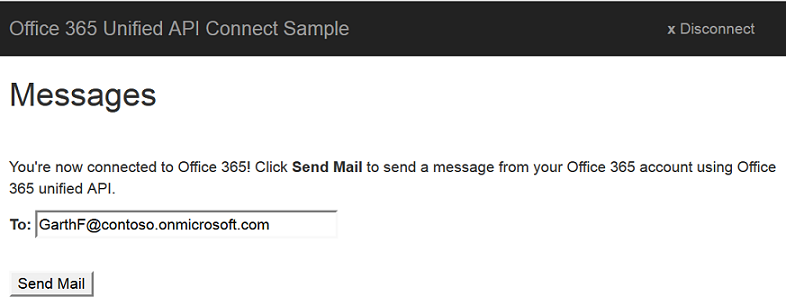 Office 365 Unified API Connect Sample
x Disconnect
Messages
You're now connected to Office 365! Click Send Mail to send a message from your Office 365 account using Office
365 unified API.
To: GarthF@contoso.onmicrosoft.com
Send Mail